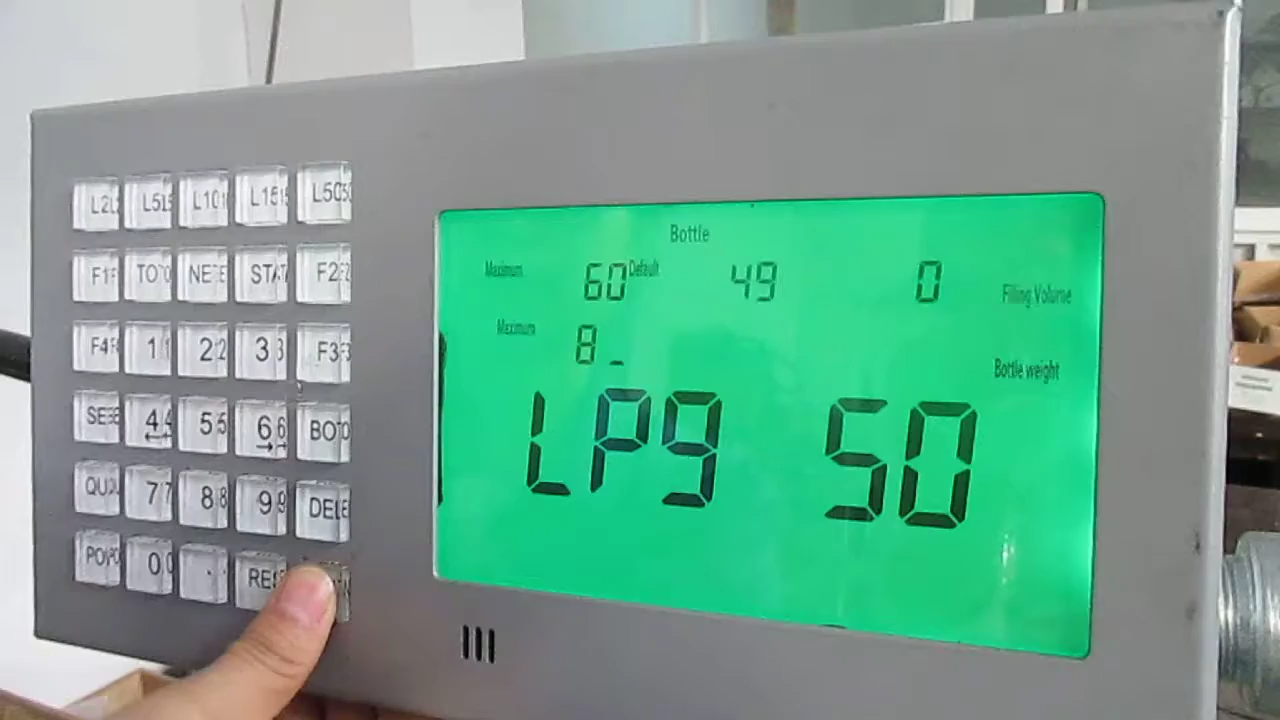 L2 L5 L10 L15 L50
F1 TO NE STA F2
F4 1 2 3 F3
SE 4 5 6 BO
QU 7 8 9 DEL
PO 0 . RES
Bottle
Maximum 60 Default 49 0 Filling Volume
Maximum 8_
Bottle weight
LPg 50